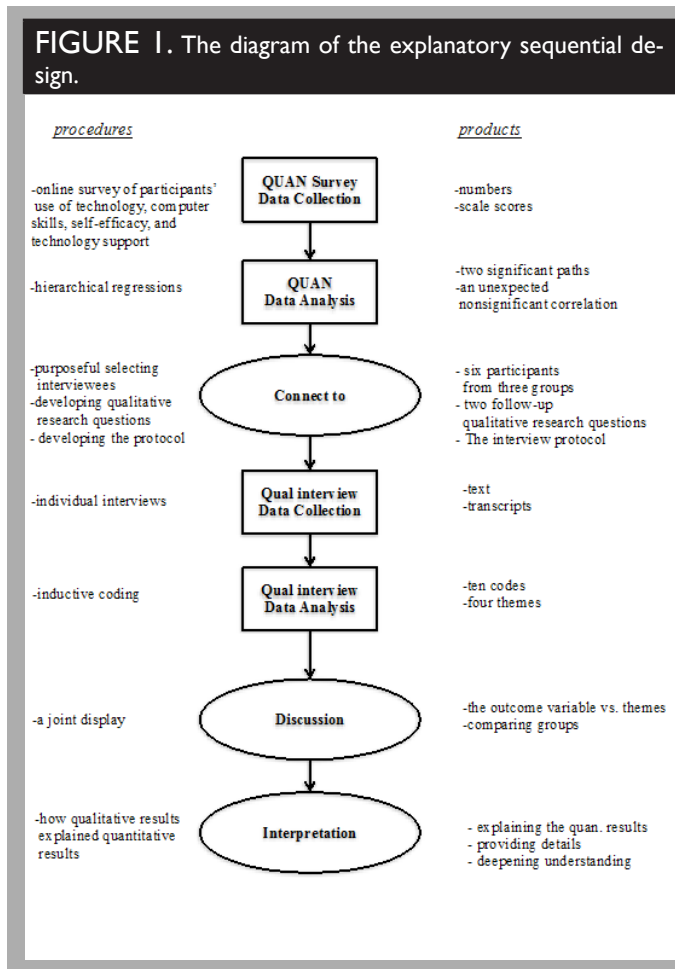 FIGURE 1. The diagram of the explanatory sequential de-
sign.
procedures
products
-online survey of participants'
use of technology, computer
skills, self-efficacy, and
technology support
QUAN Survey
Data Collection
-numbers
-scale scores
-hierarchical regressions
QUAN
Data Analysis
-two significant paths
-an unexpected
nonsignificant correlation
-purposeful selecting
interviewees
-developing qualitative
research questions
- developing the protocol
Connect to
- six participants
from three groups
- two follow-up
qualitative research questions
- The interview protocol
-individual interviews
Qual interview
Data Collection
-text
-transcripts
-inductive coding
Qual interview
Data Analysis
-ten codes
-four themes
-a joint display
Discussion
-the outcome variable vs. themes
-comparing groups
-how qualitative results
explained quantitative
results
Interpretation
- explaining the quan. results
- providing details
- deepening understanding